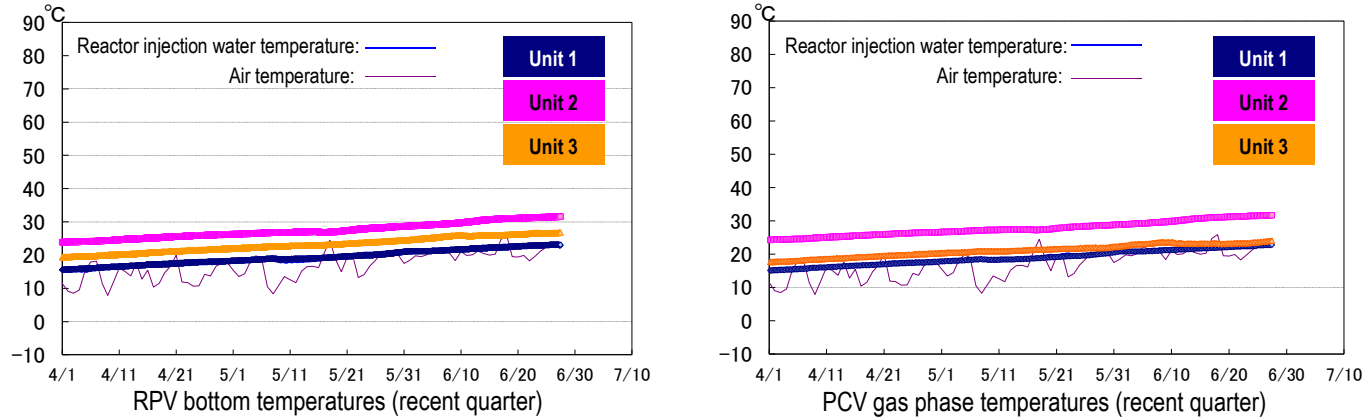 ℃
90
80
70
60
50
40
30
20
10
0
-10
Reactor injection water temperature:
Air temperature:
Unit 1
Unit 2
Unit 3
4/1 4/11 4/21 5/1 5/11 5/21 5/31 6/10 6/20 6/30 7/10
RPV bottom temperatures (recent quarter)
℃
90
80
70
60
50
40
30
20
10
0
-10
Reactor injection water temperature:
Air temperature:
Unit 1
Unit 2
Unit 3
4/1 4/11 4/21 5/1 5/11 5/21 5/31 6/10 6/20 6/30 7/10
PCV gas phase temperatures (recent quarter)